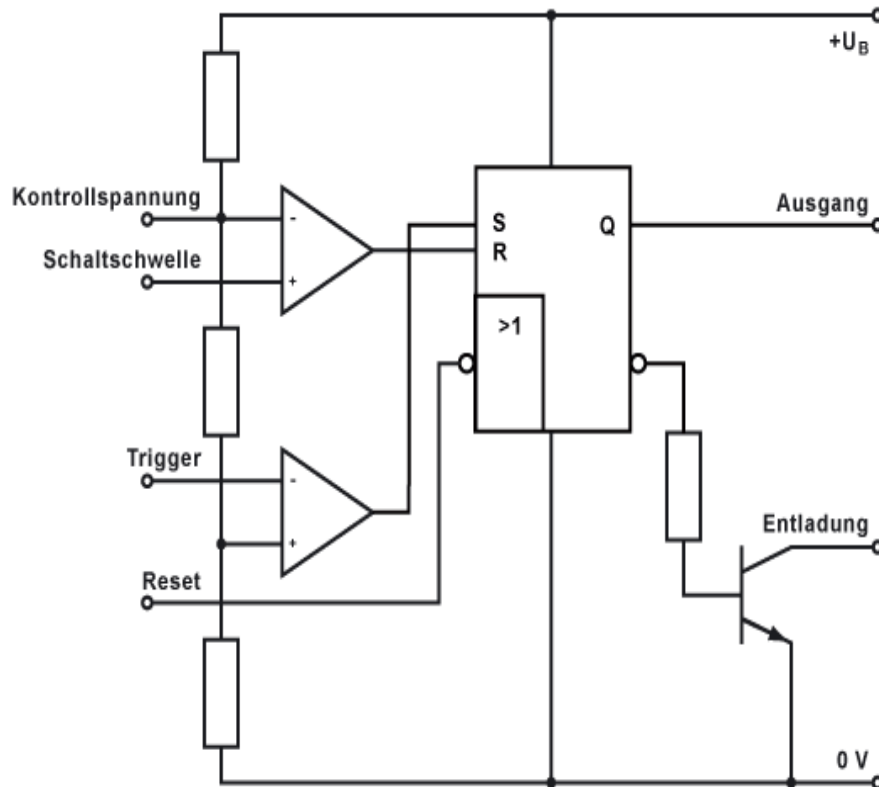 +U_B
Kontrollspannung
-
S
Q
Ausgang
R
Schaltschwelle
+
>1
Trigger
-
Entladung
+
Reset
0 V